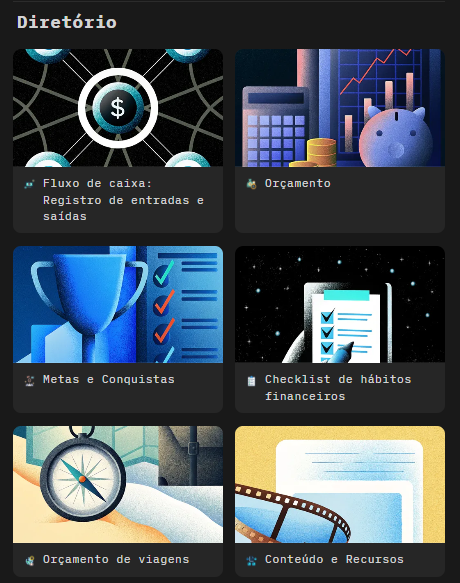 Diretório
$
Fluxo de caixa:
Registro de entradas e
saídas
Orçamento
Metas e Conquistas
Checklist de hábitos
financeiros
Orçamento de viagens
Conteúdo e Recursos